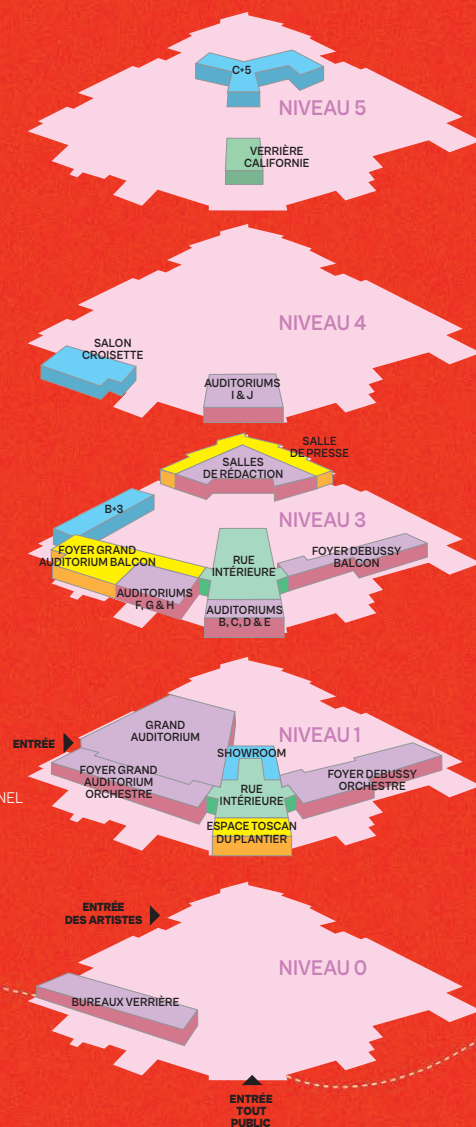 C+5
NIVEAU 5
VERRIÈRE
CALIFORNIE
NIVEAU 4
SALON
CROISETTE
AUDITORIUMS
I & J
SALLE
DE PRESSE
SALLES
DE RÉDACTION
B+3
NIVEAU 3
FOYER GRAND
AUDITORIUM BALCON
RUE
INTÉRIEURE
FOYER DEBUSSY
BALCON
AUDITORIUMS
F, G & H
AUDITORIUMS
B, C, D & E
GRAND
AUDITORIUM
NIVEAU 1
ENTRÉE
SHOWROOM
FOYER GRAND
AUDITORIUM
ORCHESTRE
FOYER DEBUSSY
ORCHESTRE
RUE
INTÉRIEURE
NEL
ESPACE TOSCAN
DU PLANTIER
ENTRÉE
DES ARTISTES
NIVEAU 0
BUREAUX VERRIÈRE
ENTRÉE
TOUT
PUBLIC